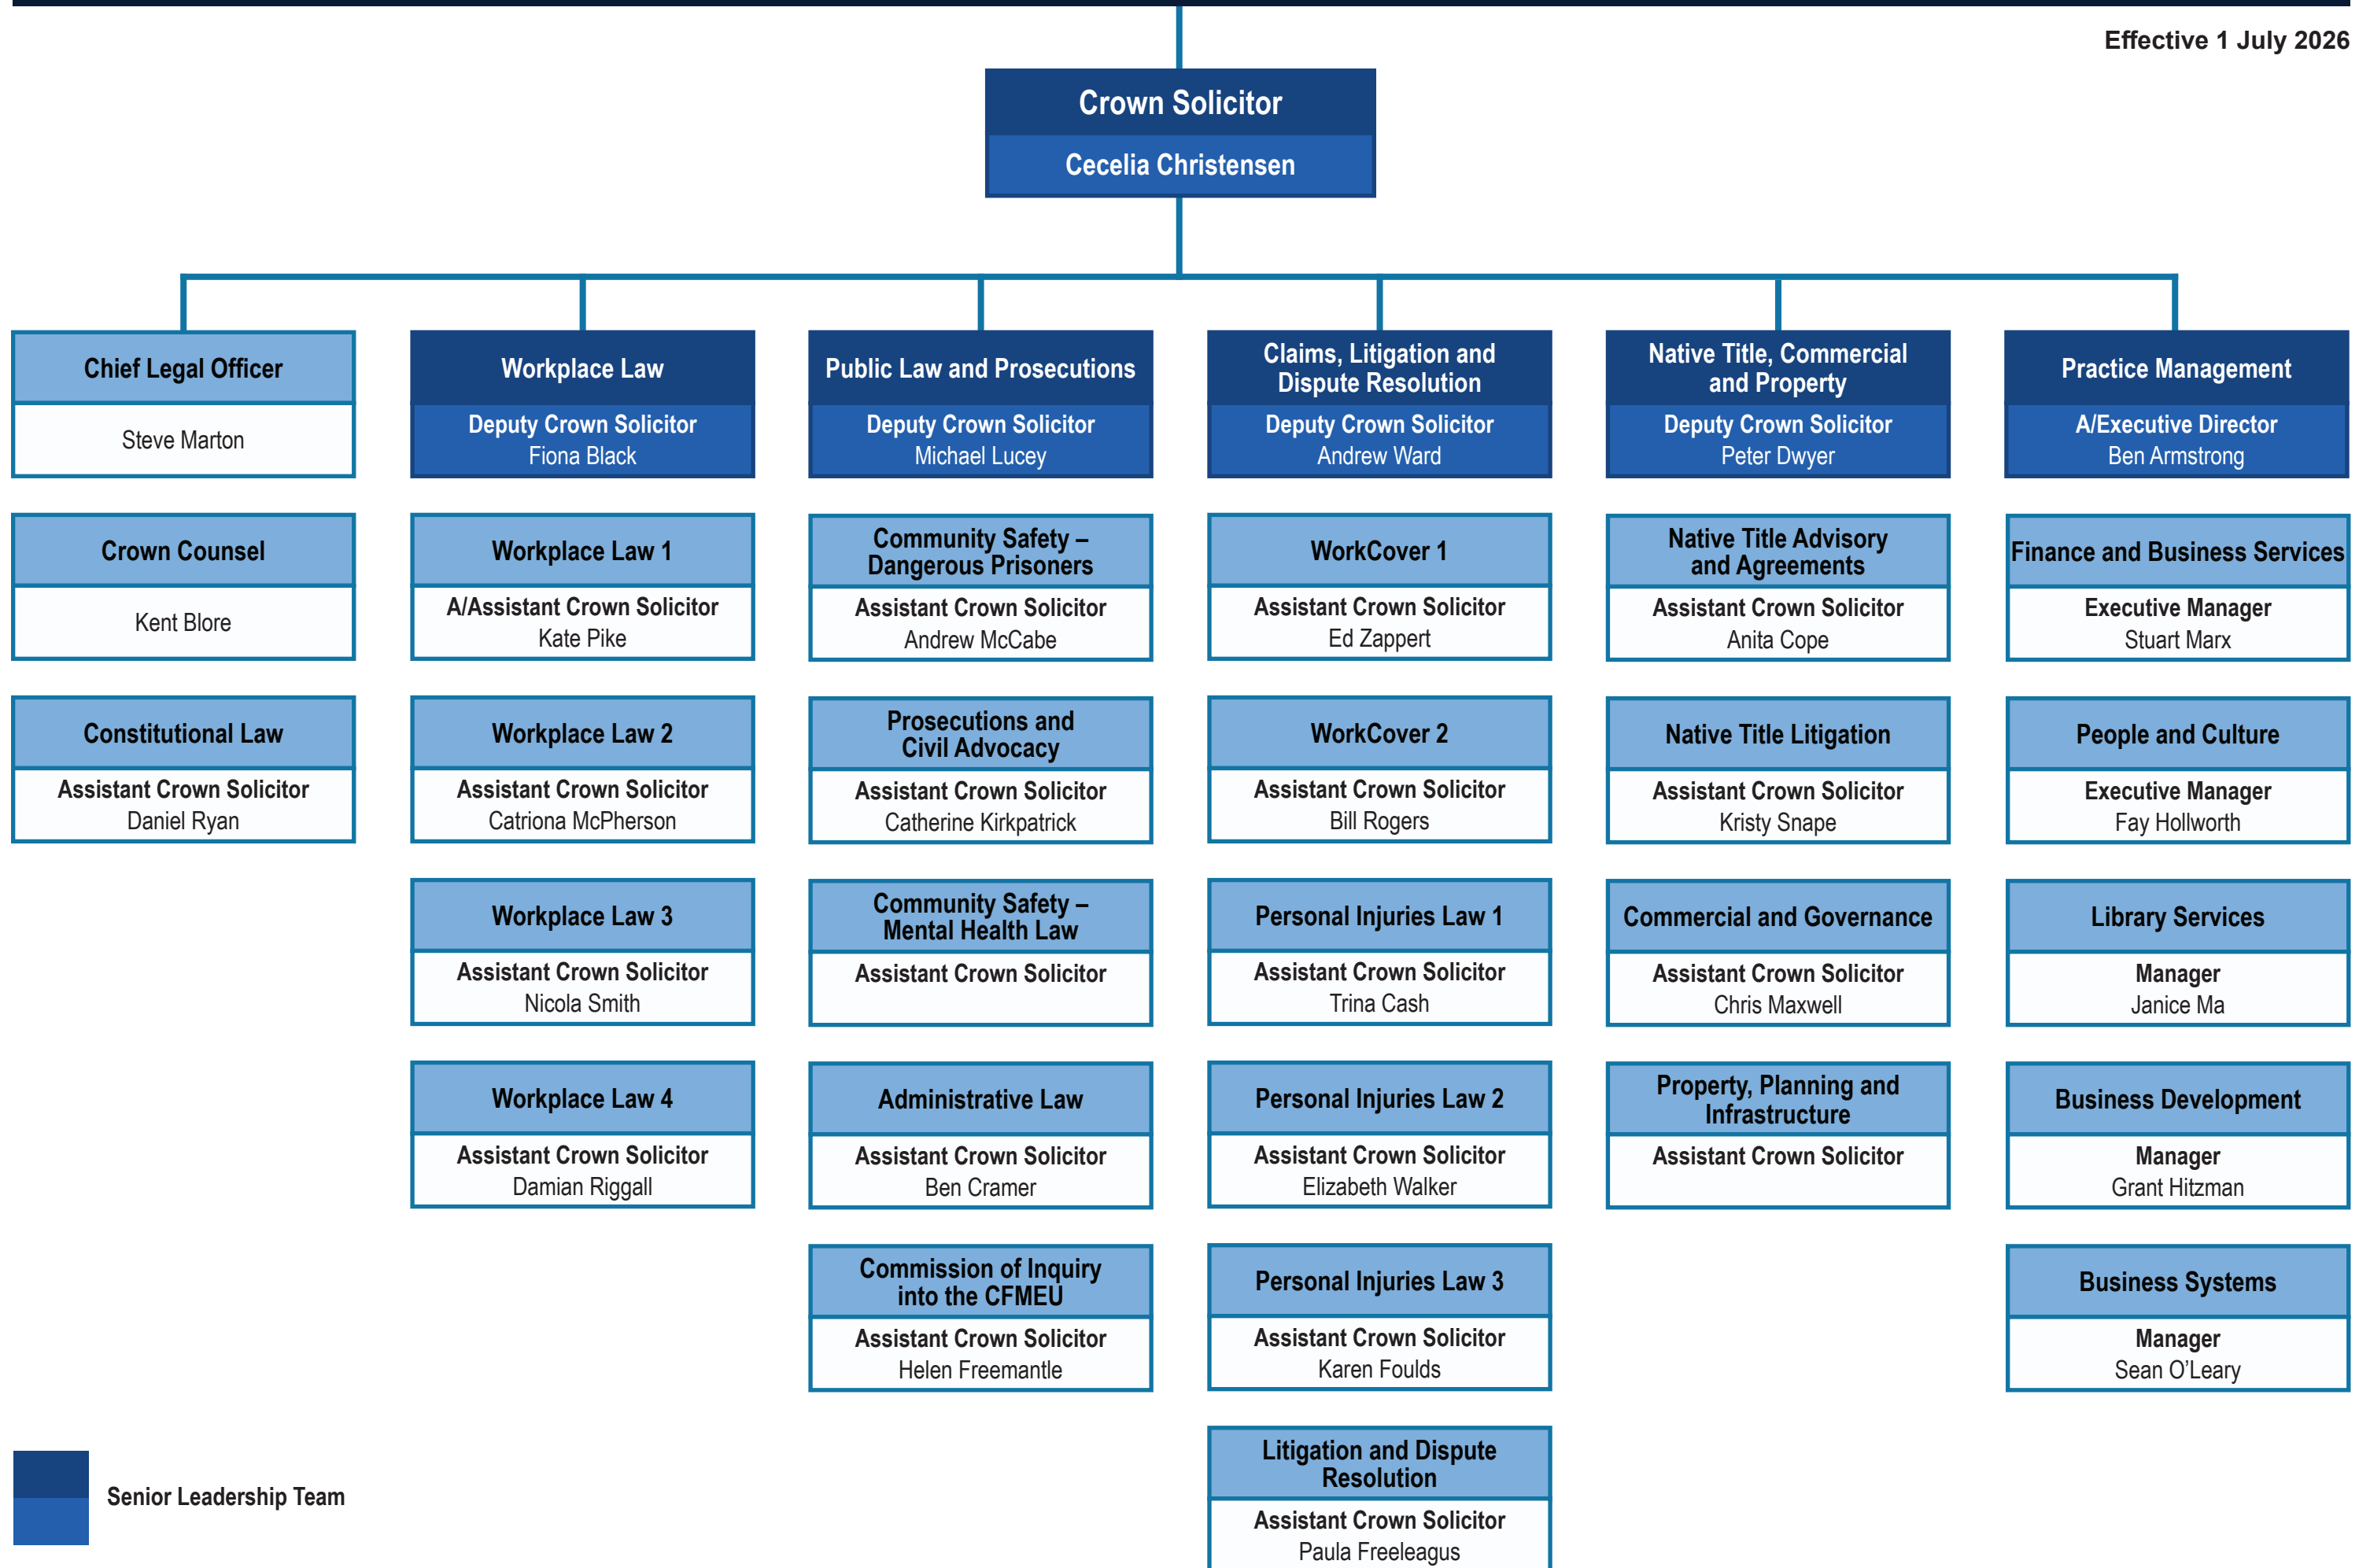 Effective 1 July 2026
Crown Solicitor
Cecelia Christensen
Chief Legal Officer
Steve Marton
Crown Counsel
Kent Blore
Constitutional Law
Assistant Crown Solicitor
Daniel Ryan
Workplace Law
Deputy Crown Solicitor
Fiona Black
Workplace Law 1
A/Assistant Crown Solicitor
Kate Pike
Workplace Law 2
Assistant Crown Solicitor
Catriona McPherson
Workplace Law 3
Assistant Crown Solicitor
Nicola Smith
Workplace Law 4
Assistant Crown Solicitor
Damian Riggall
Public Law and Prosecutions
Deputy Crown Solicitor
Michael Lucey
Community Safety –
Dangerous Prisoners
Assistant Crown Solicitor
Andrew McCabe
Prosecutions and
Civil Advocacy
Assistant Crown Solicitor
Catherine Kirkpatrick
Community Safety –
Mental Health Law
Assistant Crown Solicitor
Administrative Law
Assistant Crown Solicitor
Ben Cramer
Commission of Inquiry
into the CFMEU
Assistant Crown Solicitor
Helen Freemantle
Claims, Litigation and
Dispute Resolution
Deputy Crown Solicitor
Andrew Ward
WorkCover 1
Assistant Crown Solicitor
Ed Zappert
WorkCover 2
Assistant Crown Solicitor
Bill Rogers
Personal Injuries Law 1
Assistant Crown Solicitor
Trina Cash
Personal Injuries Law 2
Assistant Crown Solicitor
Elizabeth Walker
Personal Injuries Law 3
Assistant Crown Solicitor
Karen Foulds
Litigation and Dispute
Resolution
Assistant Crown Solicitor
Paula Freeleagus
Native Title, Commercial
and Property
Deputy Crown Solicitor
Peter Dwyer
Native Title Advisory
and Agreements
Assistant Crown Solicitor
Anita Cope
Native Title Litigation
Assistant Crown Solicitor
Kristy Snape
Commercial and Governance
Assistant Crown Solicitor
Chris Maxwell
Property, Planning and
Infrastructure
Assistant Crown Solicitor
Practice Management
A/Executive Director
Ben Armstrong
Finance and Business Services
Executive Manager
Stuart Marx
People and Culture
Executive Manager
Fay Hollworth
Library Services
Manager
Janice Ma
Business Development
Manager
Grant Hitzman
Business Systems
Manager
Sean O’Leary
Senior Leadership Team